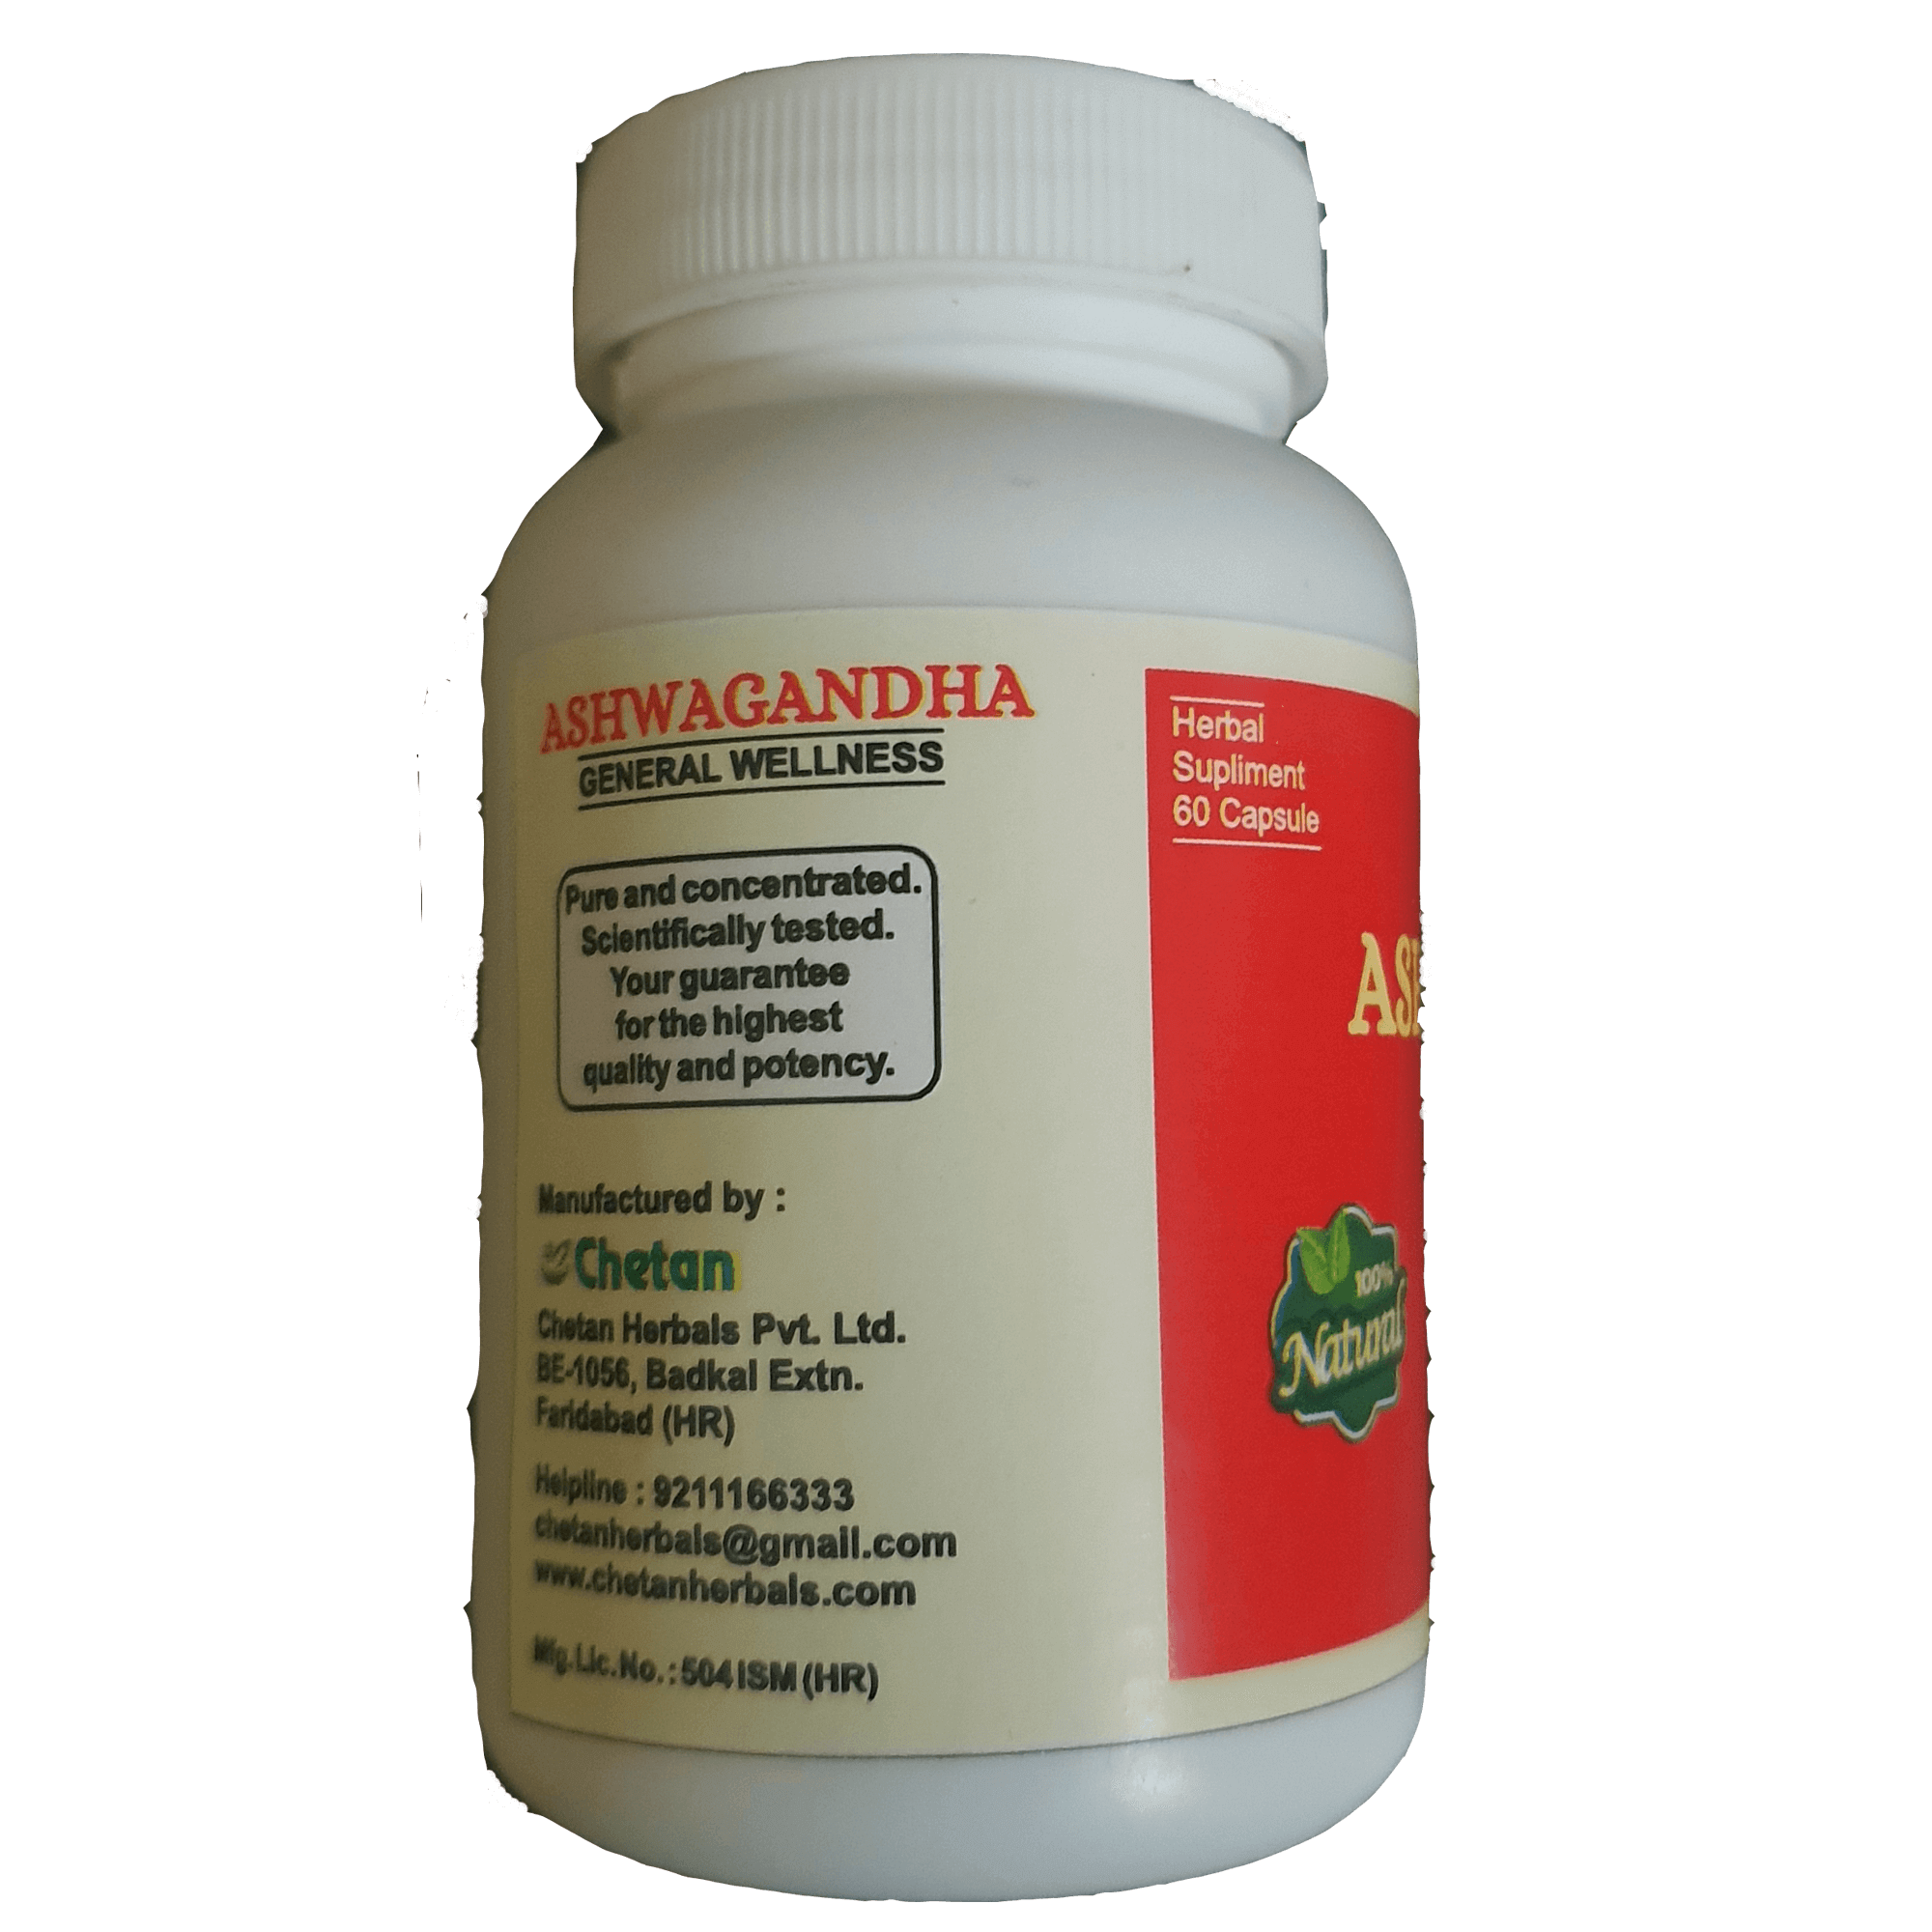 ASHWAGANDHA
GENERAL WELLNESS
Pure and concentrated.
Scientifically tested.
Your guarantee
for the highest
quality and potency.
Manufactured by :
Chetan
Chetan Herbals Pvt. Ltd.
BE-1056, Badkal Extn.
Faridabad (HR)
Helpline : 9211166333
chetanherbals@gmail.com
www.chetanherbals.com
Mfg.Lic.No.:504ISM(HR)
Herbal
Supliment
60 Capsule
100%
Natural